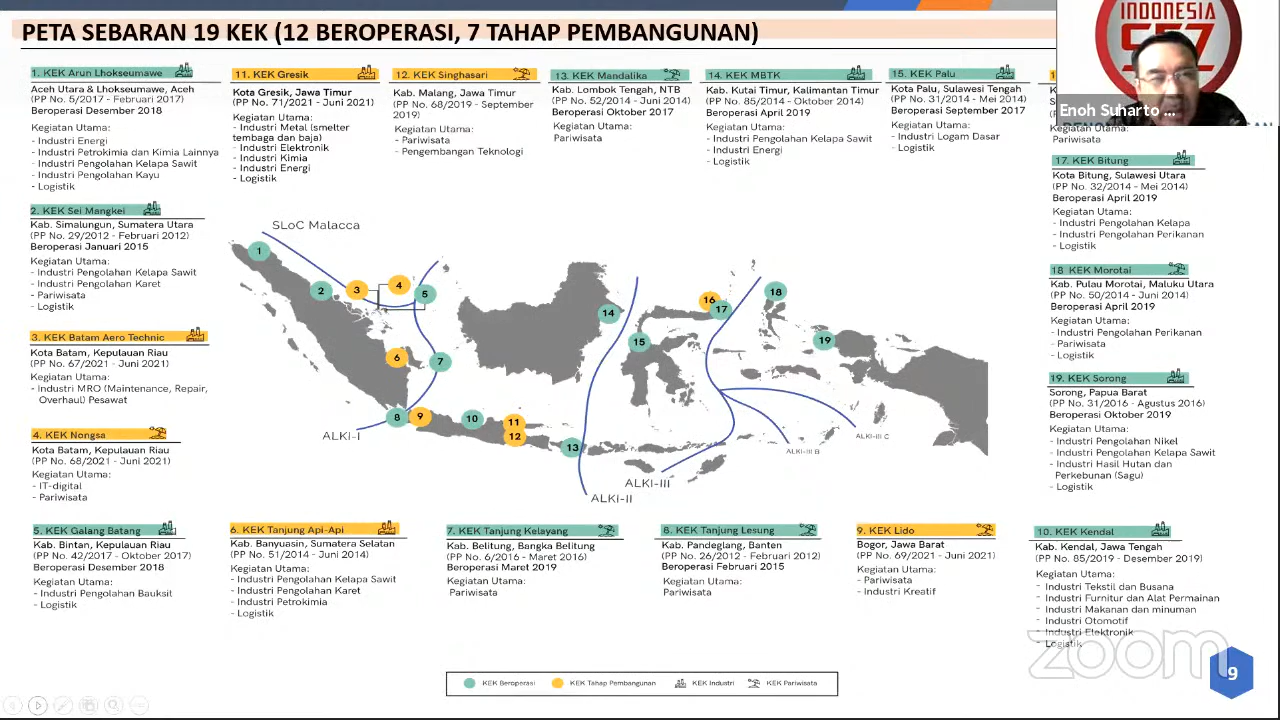 PETA SEBARAN 19 KEK (12 BEROPERASI, 7 TAHAP PEMBANGUNAN)
INDONESIA
SEZ
Enoh Suharto ...
1. KEK Arun Lhokseumawe
Aceh Utara & Lhokseumawe, Aceh
(PP No. 5/2017 - Februari 2017)
Beroperasi Desember 2018
Kegiatan Utama:
- Industri Energi
- Industri Petrokimia dan Kimia Lainnya
- Industri Pengolahan Kelapa Sawit
- Industri Pengolahan Kayu
- Logistik
11. KEK Gresik
Kota Gresik, Jawa Timur
(PP No. 71/2021 - Juni 2021)
Kegiatan Utama:
- Industri Metal (smelter
tembaga dan baja)
- Industri Elektronik
- Industri Kimia
- Industri Energi
- Logistik
12. KEK Singhasari
Kab. Malang, Jawa Timur
(PP No. 68/2019 - September
2019)
- Pariwisata
- Pengembangan Teknologi
13. KEK Mandalika
Kab. Lombok Tengah, NTB
(PP No. 52/2014 - Juni 2014)
Beroperasi Oktober 2017
Kegiatan Utama:
Pariwisata
14. KEK MBTK
Kab. Kutai Timur, Kalimantan Timur
(PP No. 85/2014 - Oktober 2014)
Beroperasi April 2019
Kegiatan Utama:
- Industri Pengolahan Kelapa Sawit
- Industri Energi
- Logistik
15. KEK Palu
Kota Palu, Sulawesi Tengah
(PP No. 31/2014 - Mei 2014)
Beroperasi September 2017
Kegiatan Utama:
- Industri Logam Dasar
- Logistik
Kegiatan Utama:
Pariwisata
17. KEK Bitung
Kota Bitung, Sulawesi Utara
(PP No. 32/2014 - Mei 2014)
Beroperasi April 2019
Kegiatan Utama:
- Industri Pengolahan Kelapa
- Industri Pengolahan Perikanan
- Logistik
2. KEK Sei Mangkei
Kab. Simalungun, Sumatera Utara
(PP No. 29/2012 - Februari 2012)
Beroperasi Januari 2015
Kegiatan Utama:
- Industri Pengolahan Kelapa Sawit
- Industri Pengolahan Karet
- Pariwisata
- Logistik
18 KEK Morotai
Kab. Pulau Morotai, Maluku Utara
(PP No. 50/2014 - Juni 2014)
Beroperasi April 2019
Kegiatan Utama:
- Industri Pengolahan Perikanan
- Pariwisata
- Logistik
3. KEK Batam Aero Technic
Kota Batam, Kepulauan Riau
(PP No. 67/2021 - Juni 2021)
Kegiatan Utama:
- Industri MRO (Maintenance, Repair,
Overhaul) Pesawat
19. KEK Sorong
Sorong, Papua Barat
(PP No. 31/2016 - Agustus 2016)
Beroperasi Oktober 2019
Kegiatan Utama:
- Industri Pengolahan Nikel
- Industri Pengolahan Kelapa Sawit
- Industri Hasil Hutan dan
Perkebunan (Sagu)
- Logistik
4. KEK Nongsa
Kota Batam, Kepulauan Riau
(PP No. 68/2021 - Juni 2021)
Kegiatan Utama:
- IT-digital
- Pariwisata
SLoC Malacca
1
2
3
4
5
6
7
8
9
10
11
12
13
14
15
16
17
18
19
ALKI-I
ALKI-II
ALKI-III
ALKI-III B
ALKI-III C
5. KEK Galang Batang
Kab. Bintan, Kepulauan Riau
(PP No. 42/2017 - Oktober 2017)
Beroperasi Desember 2018
Kegiatan Utama:
- Industri Pengolahan Bauksit
- Logistik
6. KEK Tanjung Api-Api
Kab. Banyuasin, Sumatera Selatan
(PP No. 51/2014 - Juni 2014)
Kegiatan Utama:
- Industri Pengolahan Kelapa Sawit
- Industri Pengolahan Karet
- Industri Petrokimia
- Logistik
7. KEK Tanjung Kelayang
Kab. Belitung, Bangka Belitung
(PP No. 6/2016 - Maret 2016)
Beroperasi Maret 2019
Kegiatan Utama:
Pariwisata
8. KEK Tanjung Lesung
Kab. Pandeglang, Banten
(PP No. 26/2012 - Februari 2012)
Beroperasi Februari 2015
Kegiatan Utama:
Pariwisata
9. KEK Lido
Bogor, Jawa Barat
(PP No. 69/2021 - Juni 2021)
Kegiatan Utama:
- Pariwisata
- Industri Kreatif
10. KEK Kendal
Kab. Kendal, Jawa Tengah
(PP No. 85/2019 - Desember 2019)
Kegiatan Utama:
- Industri Tekstil dan Busana
- Industri Furnitur dan Alat Permainan
- Industri Makanan dan minuman
- Industri Otomotif
- Industri Elektronik
- Logistik
KEK Beroperasi
KEK Tahap Pembangunan
KEK Industri
KEK Pariwisata
zoom
9